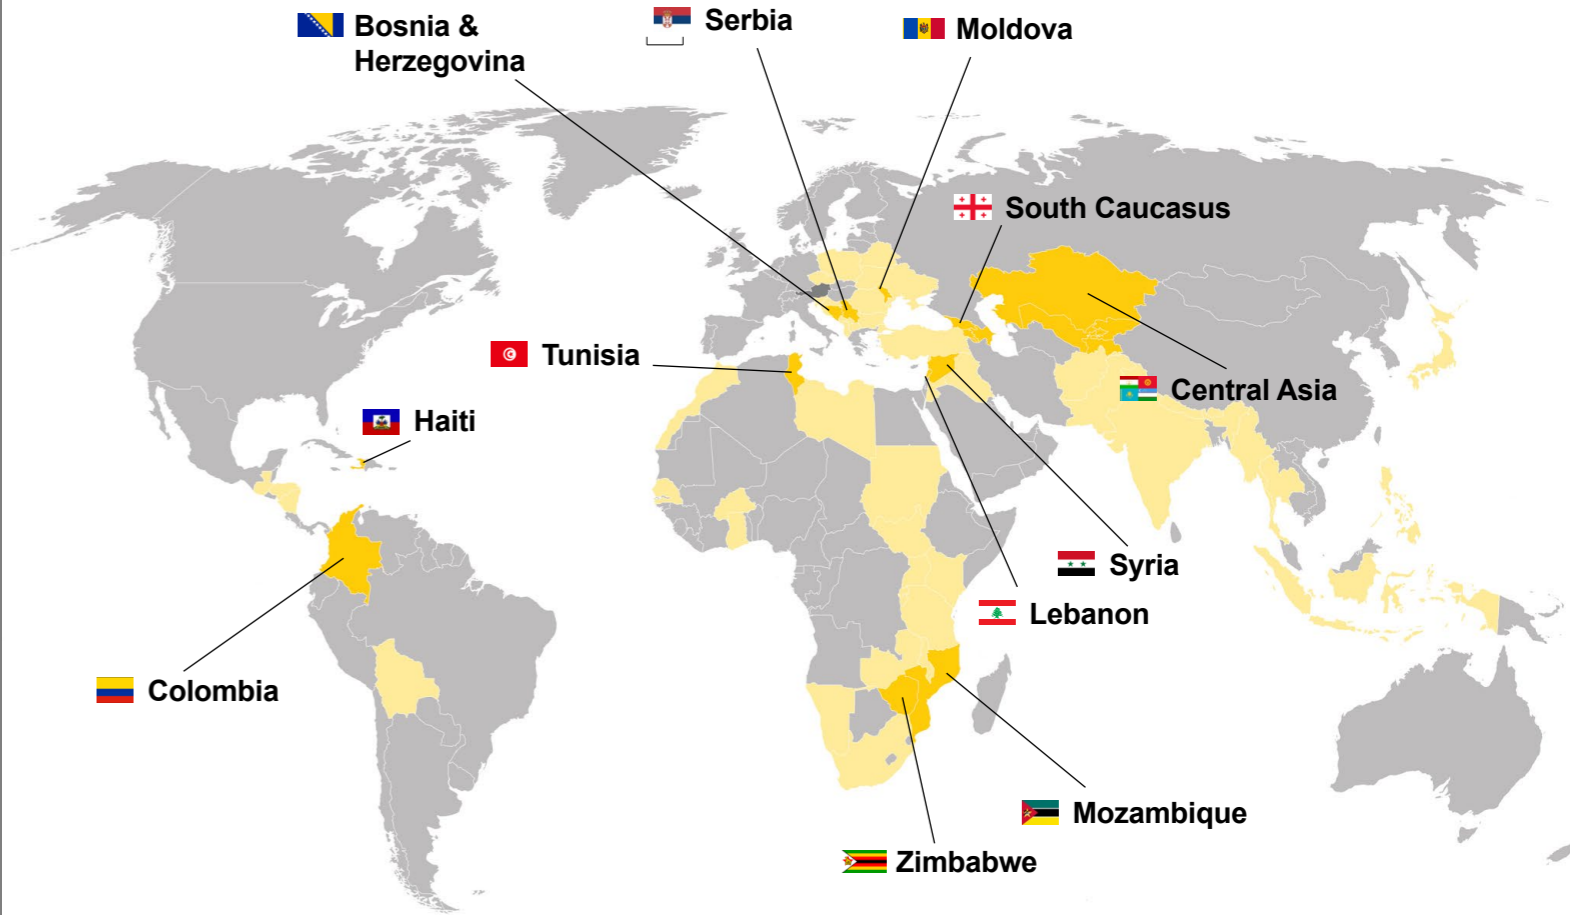 Bosnia &
Herzegovina
Serbia
Moldova
South Caucasus
Tunisia
Central Asia
Haiti
Syria
Lebanon
Colombia
Mozambique
Zimbabwe